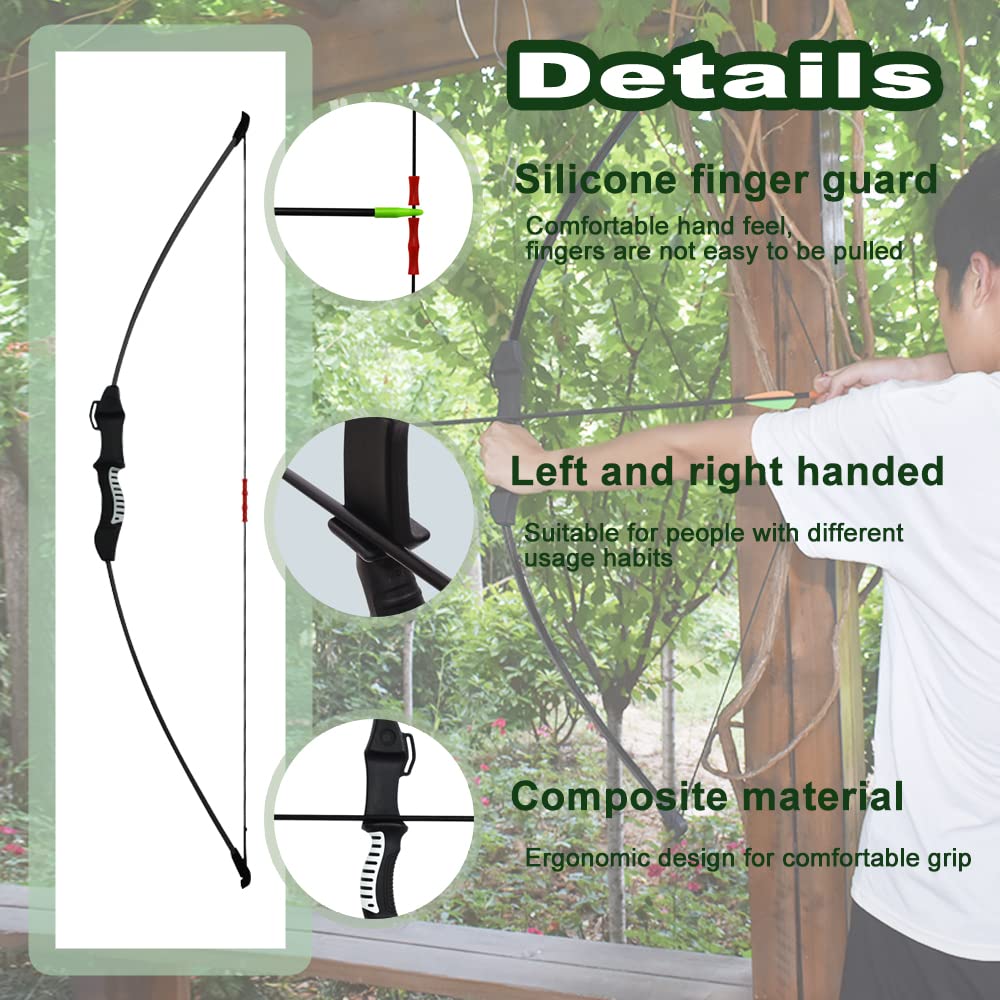 Details
Silicone finger guard
Comfortable hand feel,
fingers are not easy to be pulled
Left and right handed
Suitable for people with different
usage habits
Composite material
Ergonomic design for comfortable grip